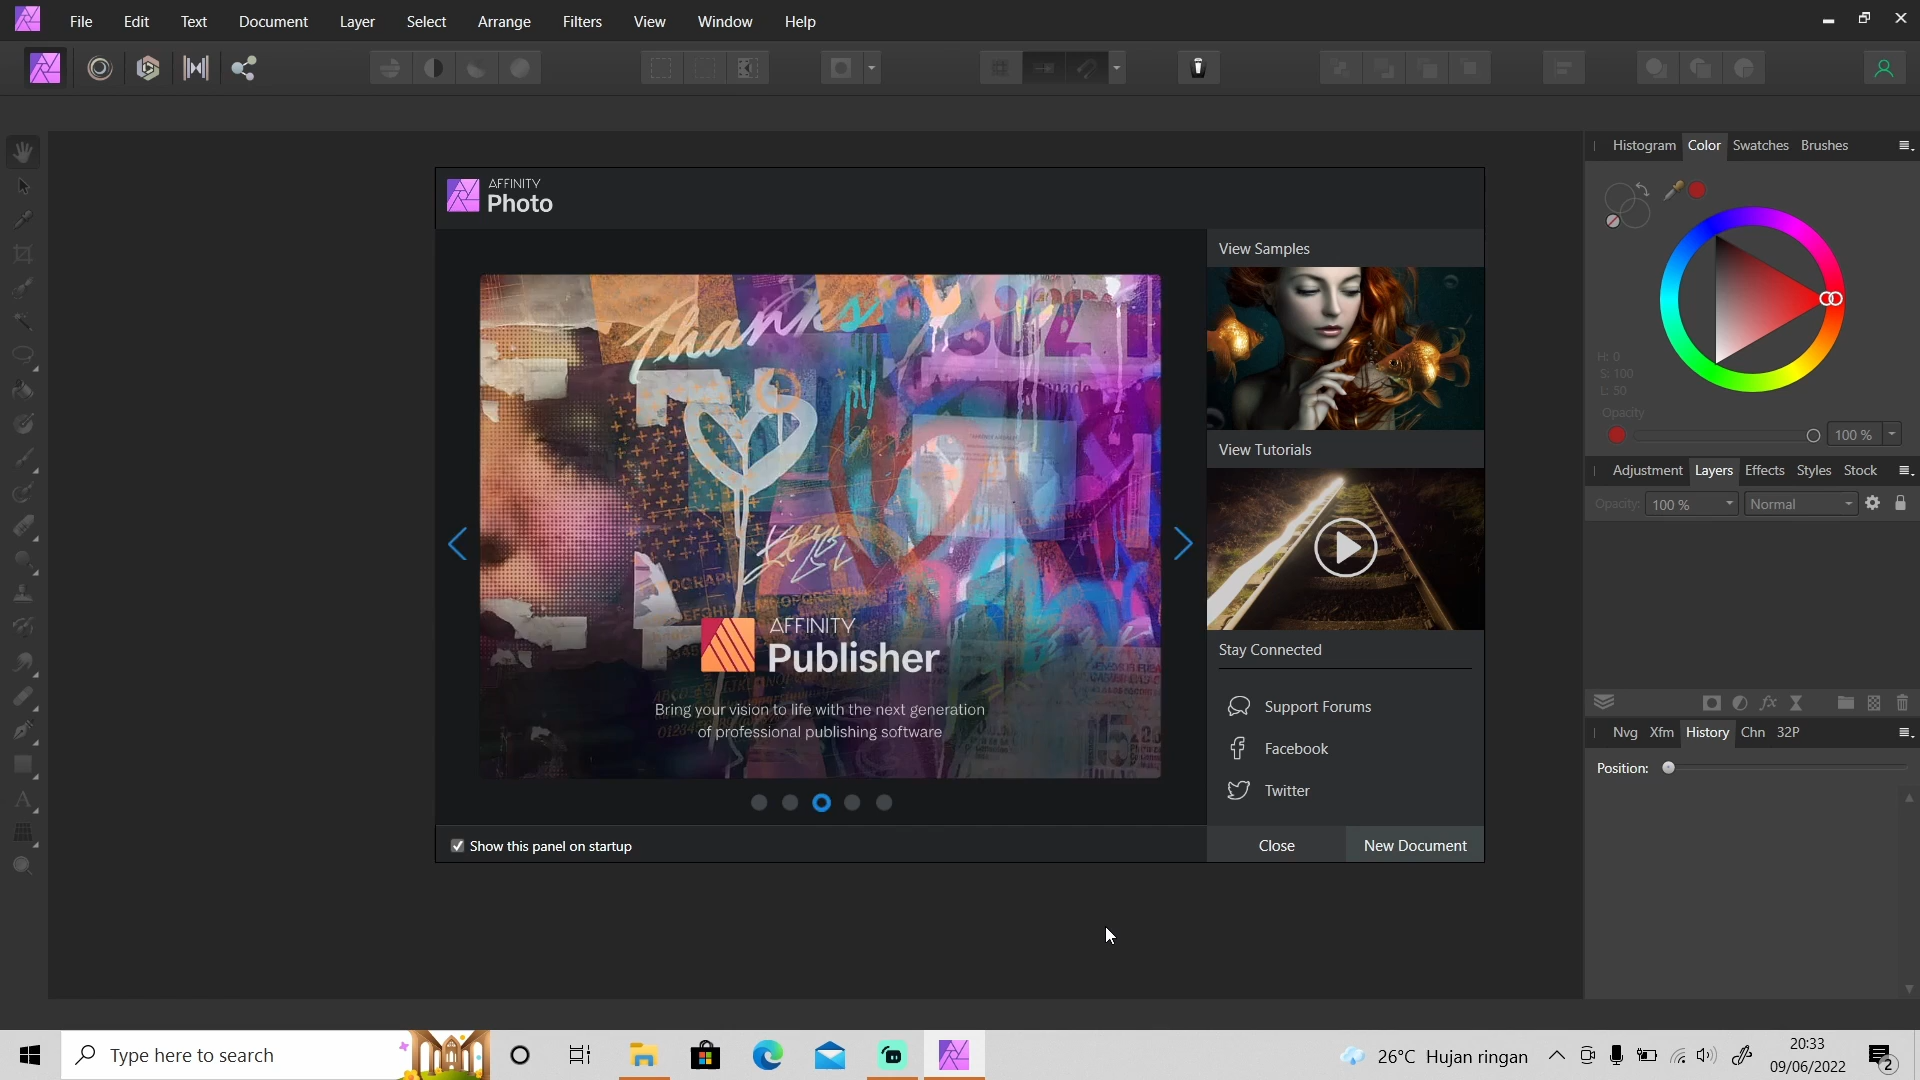 File Edit Text Document Layer Select Arrange Filters View Window Help
Histogram Color Swatches Brushes
AFFINITY
Photo
View Samples
Thanks
H: 0
S: 100
L: 50
Opacity
100 %
View Tutorials
Adjustment Layers Effects Styles Stock
Opacity: 100 % Normal
AFFINITY
Publisher
Bring your vision to life with the next generation
of professional publishing software
Stay Connected
Support Forums
Facebook
Twitter
Nvg Xfm History Chn 32P
Position:
Show this panel on startup
Close New Document
Type here to search
26°C Hujan ringan
20:33
09/06/2022
2